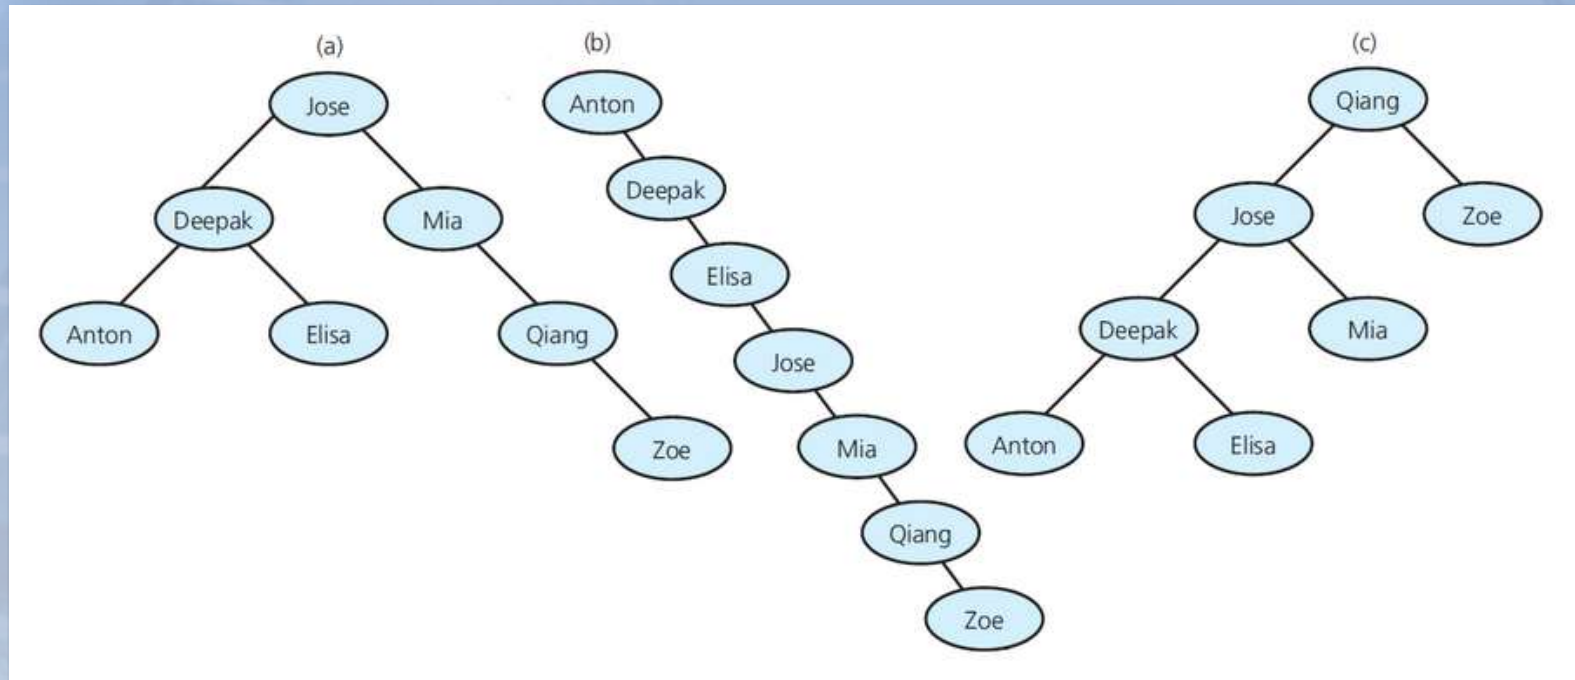 (a)
Jose
Deepak
Mia
Anton
Elisa
Qiang
Zoe
(b)
Anton
Deepak
Elisa
Jose
Mia
Qiang
Zoe
(c)
Qiang
Jose
Zoe
Deepak
Mia
Anton
Elisa